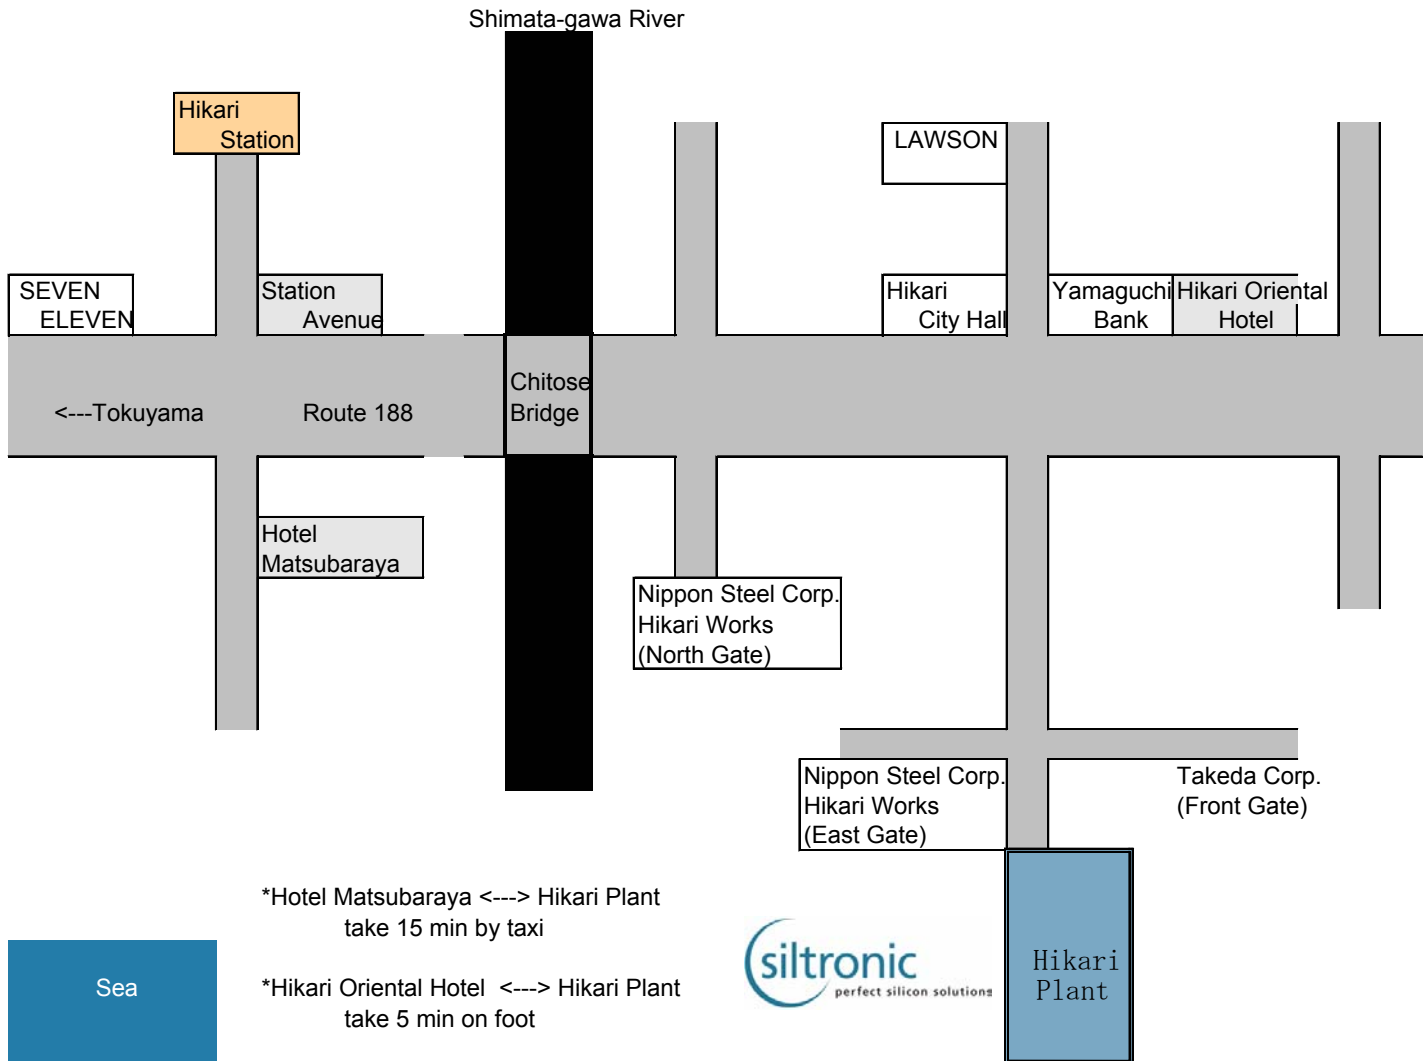 Shimata-gawa River
Hikari
Station
LAWSON
SEVEN
ELEVEN
Station
Avenue
Hikari
City Hall
Yamaguchi
Bank
Hikari Oriental
Hotel
<---Tokuyama
Route 188
Chitose
Bridge
Hotel
Matsubaraya
Nippon Steel Corp.
Hikari Works
(North Gate)
Nippon Steel Corp.
Hikari Works
(East Gate)
Takeda Corp.
(Front Gate)
*Hotel Matsubaraya <---> Hikari Plant
take 15 min by taxi
*Hikari Oriental Hotel <---> Hikari Plant
take 5 min on foot
Sea
siltronic
perfect silicon solutions
Hikari
Plant